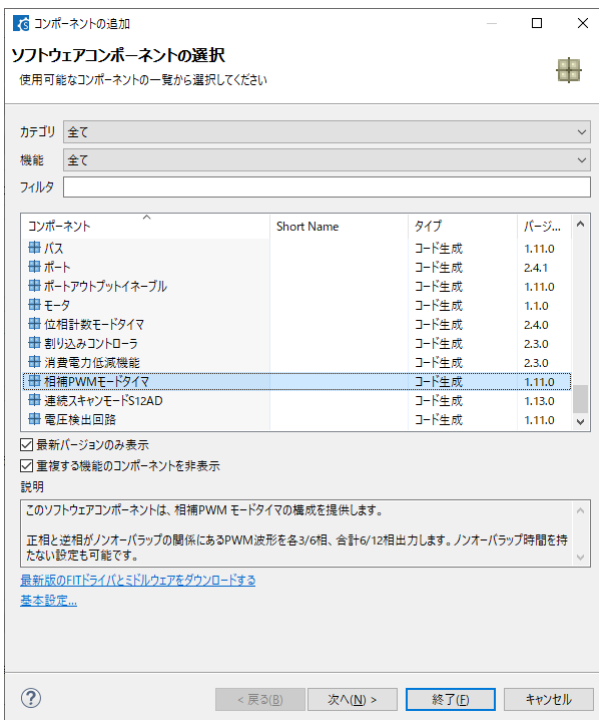 コンポーネントの追加
ソフトウェアコンポーネントの選択
使用可能なコンポーネントの一覧から選択してください
カテゴリ 全て
機能 全て
フィルタ
コンポーネント Short Name タイプ バージ...
バス コード生成 1.11.0
ポート コード生成 2.4.1
ポートアウトプットイネーブル コード生成 1.11.0
モータ コード生成 1.1.0
位相計数モードタイマ コード生成 2.4.0
割り込みコントローラ コード生成 2.3.0
消費電力低減機能 コード生成 2.3.0
相補PWMモードタイマ コード生成 1.11.0
連続スキャンモードS12AD コード生成 1.13.0
電圧検出回路 コード生成 1.11.0
最新バージョンのみ表示
重複する機能のコンポーネントを非表示
説明
このソフトウェアコンポーネントは、相補PWM モードタイマの構成を提供します。
正相と逆相がノンオーバラップの関係にあるPWM波形を各3/6相、合計6/12相出力します。ノンオーバラップ時間を持
たない設定も可能です。
最新版のFITドライバとミドルウェアをダウンロードする
基本設定...
? < 戻る(B) 次へ(N) > 終了(F) キャンセル